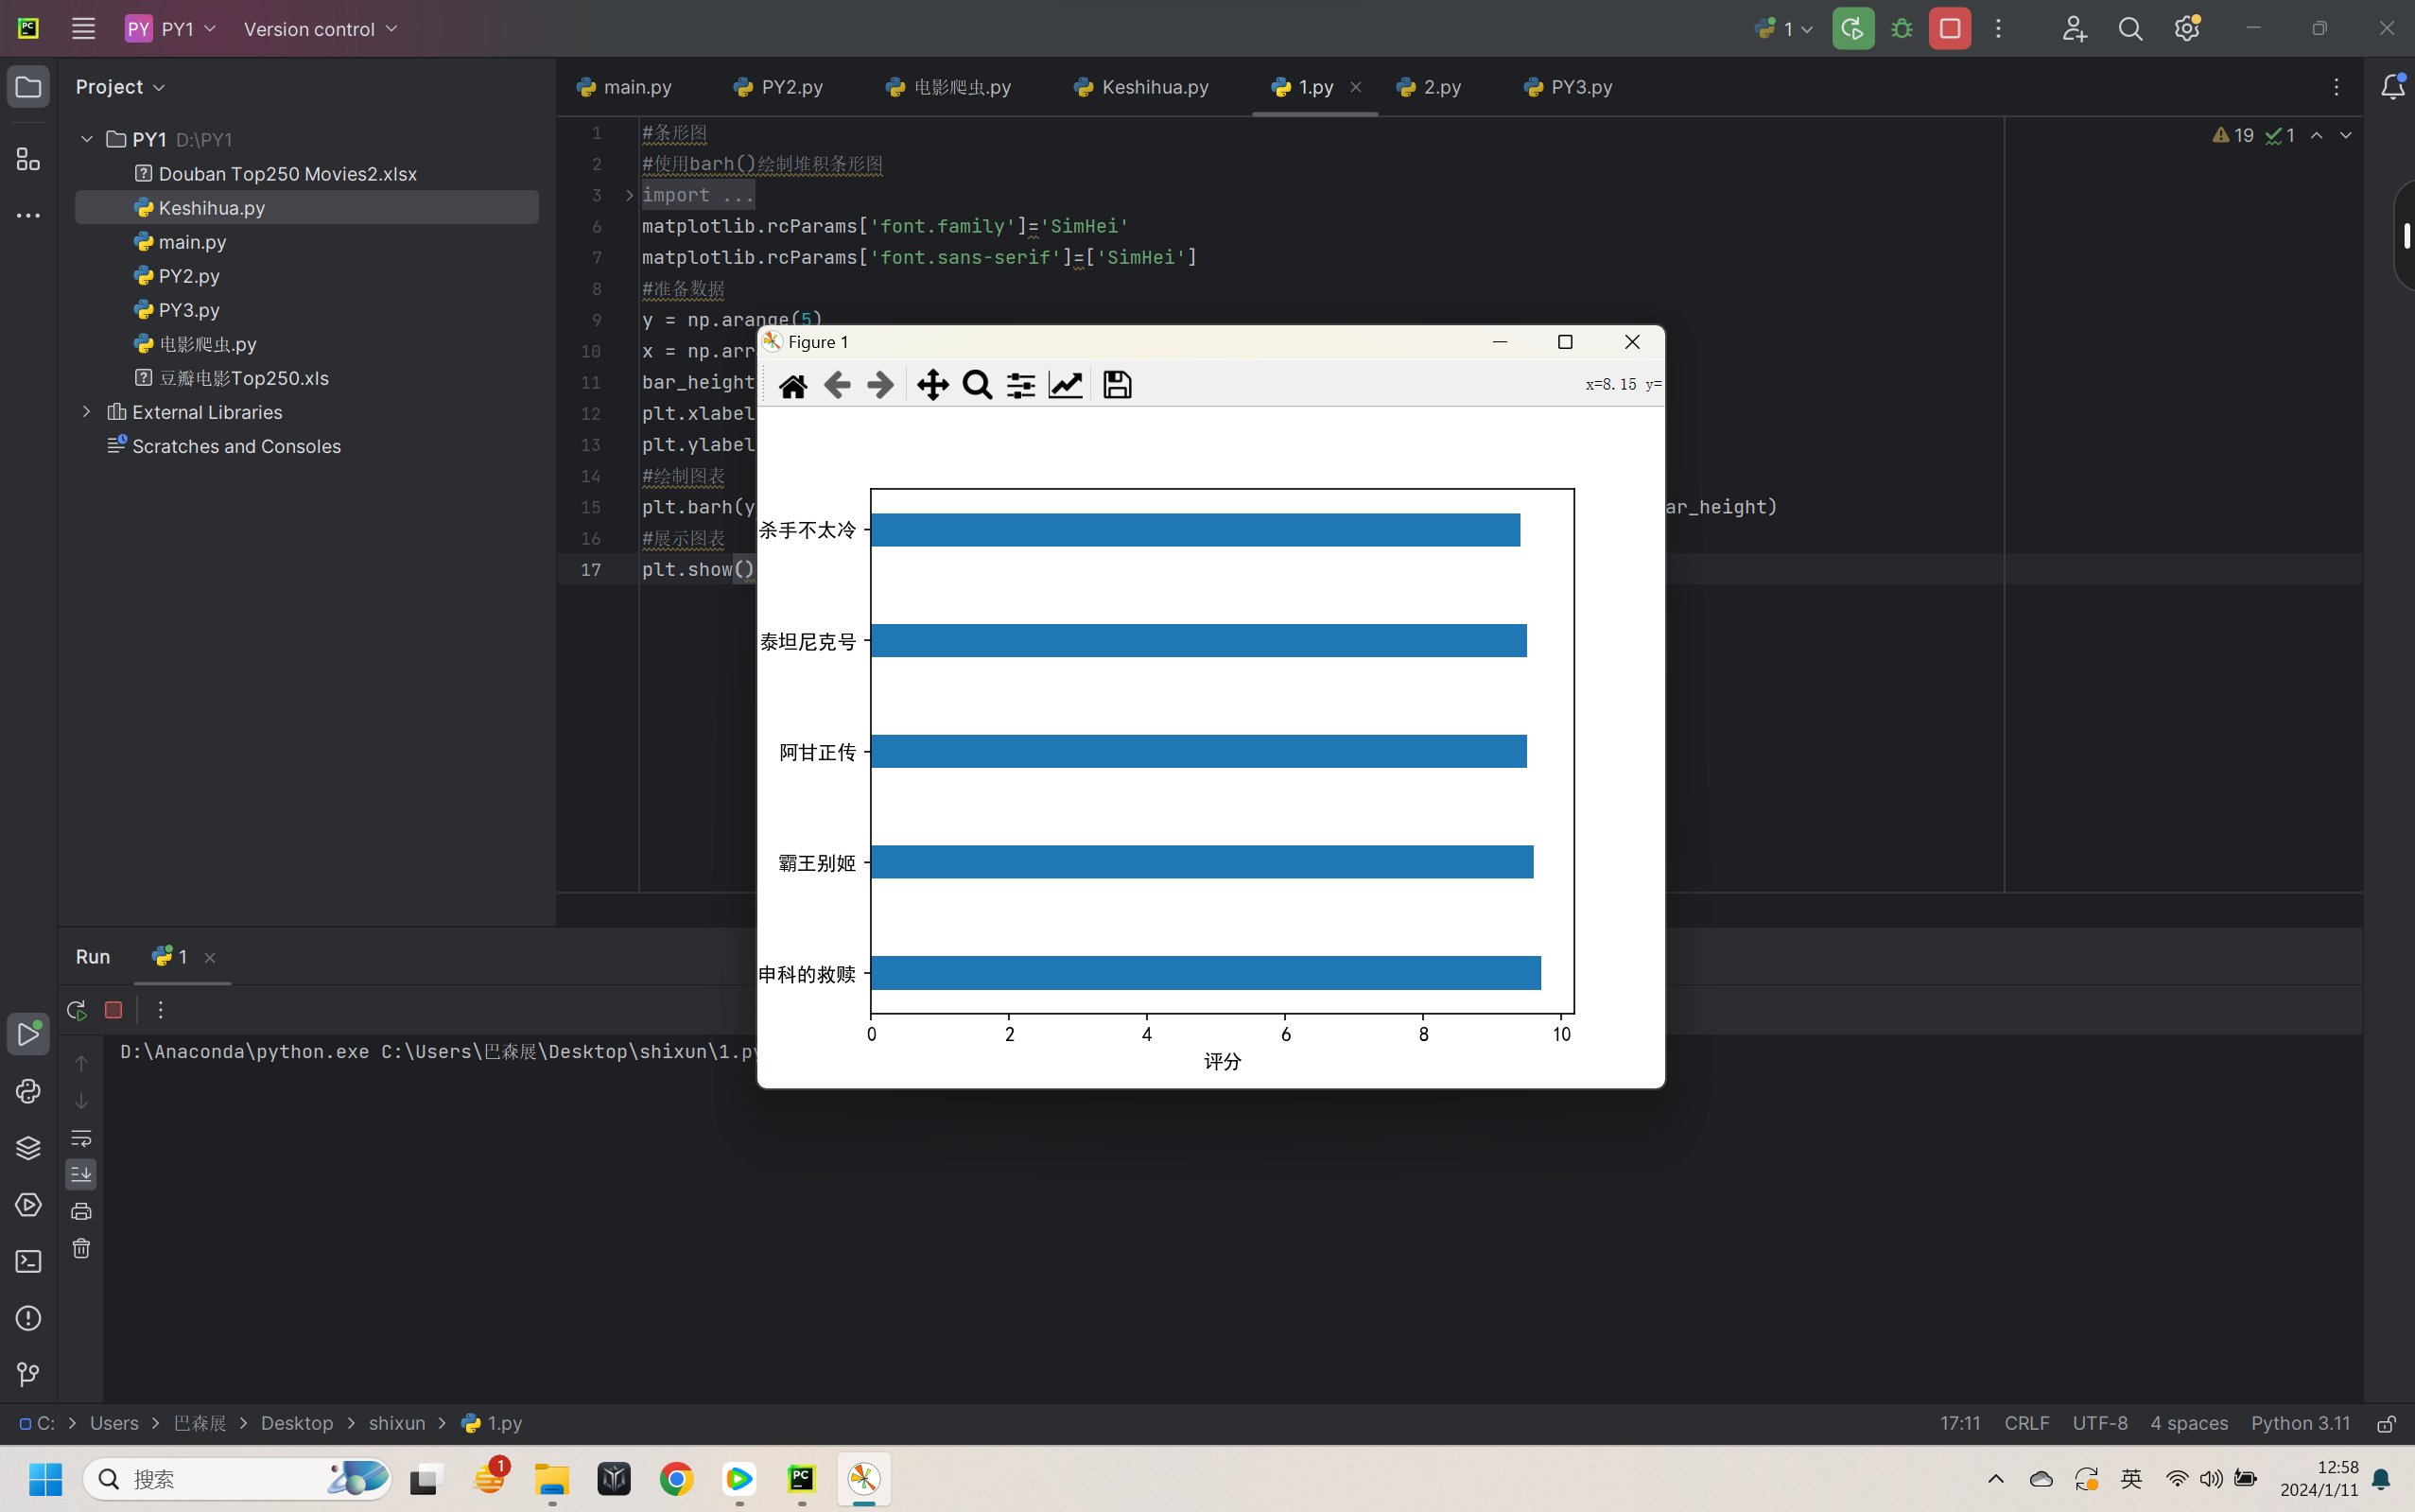 PC PY PY1 Version control 1
Project main.py PY2.py 电影爬虫.py Keshihua.py 1.py 2.py PY3.py
PY1 D:\PY1
Douban Top250 Movies2.xlsx
Keshihua.py
main.py
PY2.py
PY3.py
电影爬虫.py
豆瓣电影Top250.xls
External Libraries
Scratches and Consoles
19 1
1 #条形图
2 #使用barh()绘制堆积条形图
3 import ...
6 matplotlib.rcParams['font.family']='SimHei'
7 matplotlib.rcParams['font.sans-serif']=['SimHei']
8 #准备数据
9 y = np.arange(5)
10 x = np.arr
11 bar_height
12 plt.xlabel
13 plt.ylabel
14 #绘制图表
15 plt.barh(y ar_height)
16 #展示图表
17 plt.show()
Figure 1
x=8.15 y=
杀手不太冷
泰坦尼克号
阿甘正传
霸王别姬
申科的救赎
0 2 4 6 8 10
评分
Run 1
D:\Anaconda\python.exe C:\Users\巴森展\Desktop\shixun\1.py
C: Users 巴森展 Desktop shixun 1.py 17:11 CRLF UTF-8 4 spaces Python 3.11
搜索 1 PC 英 12:58
2024/1/11